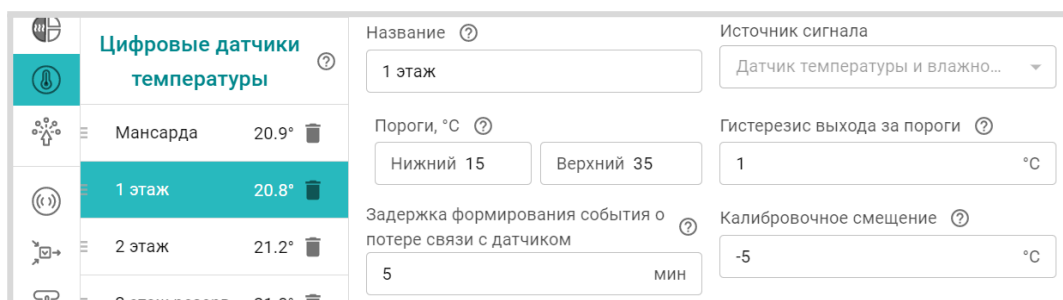 Цифровые датчики
температуры
Мансарда 20.9°
1 этаж 20.8°
2 этаж 21.2°
Название
1 этаж
Источник сигнала
Датчик температуры и влажно...
Пороги, °C
Нижний 15
Верхний 35
Гистерезис выхода за пороги
1 °C
Задержка формирования события о
потере связи с датчиком
5 мин
Калибровочное смещение
-5 °C